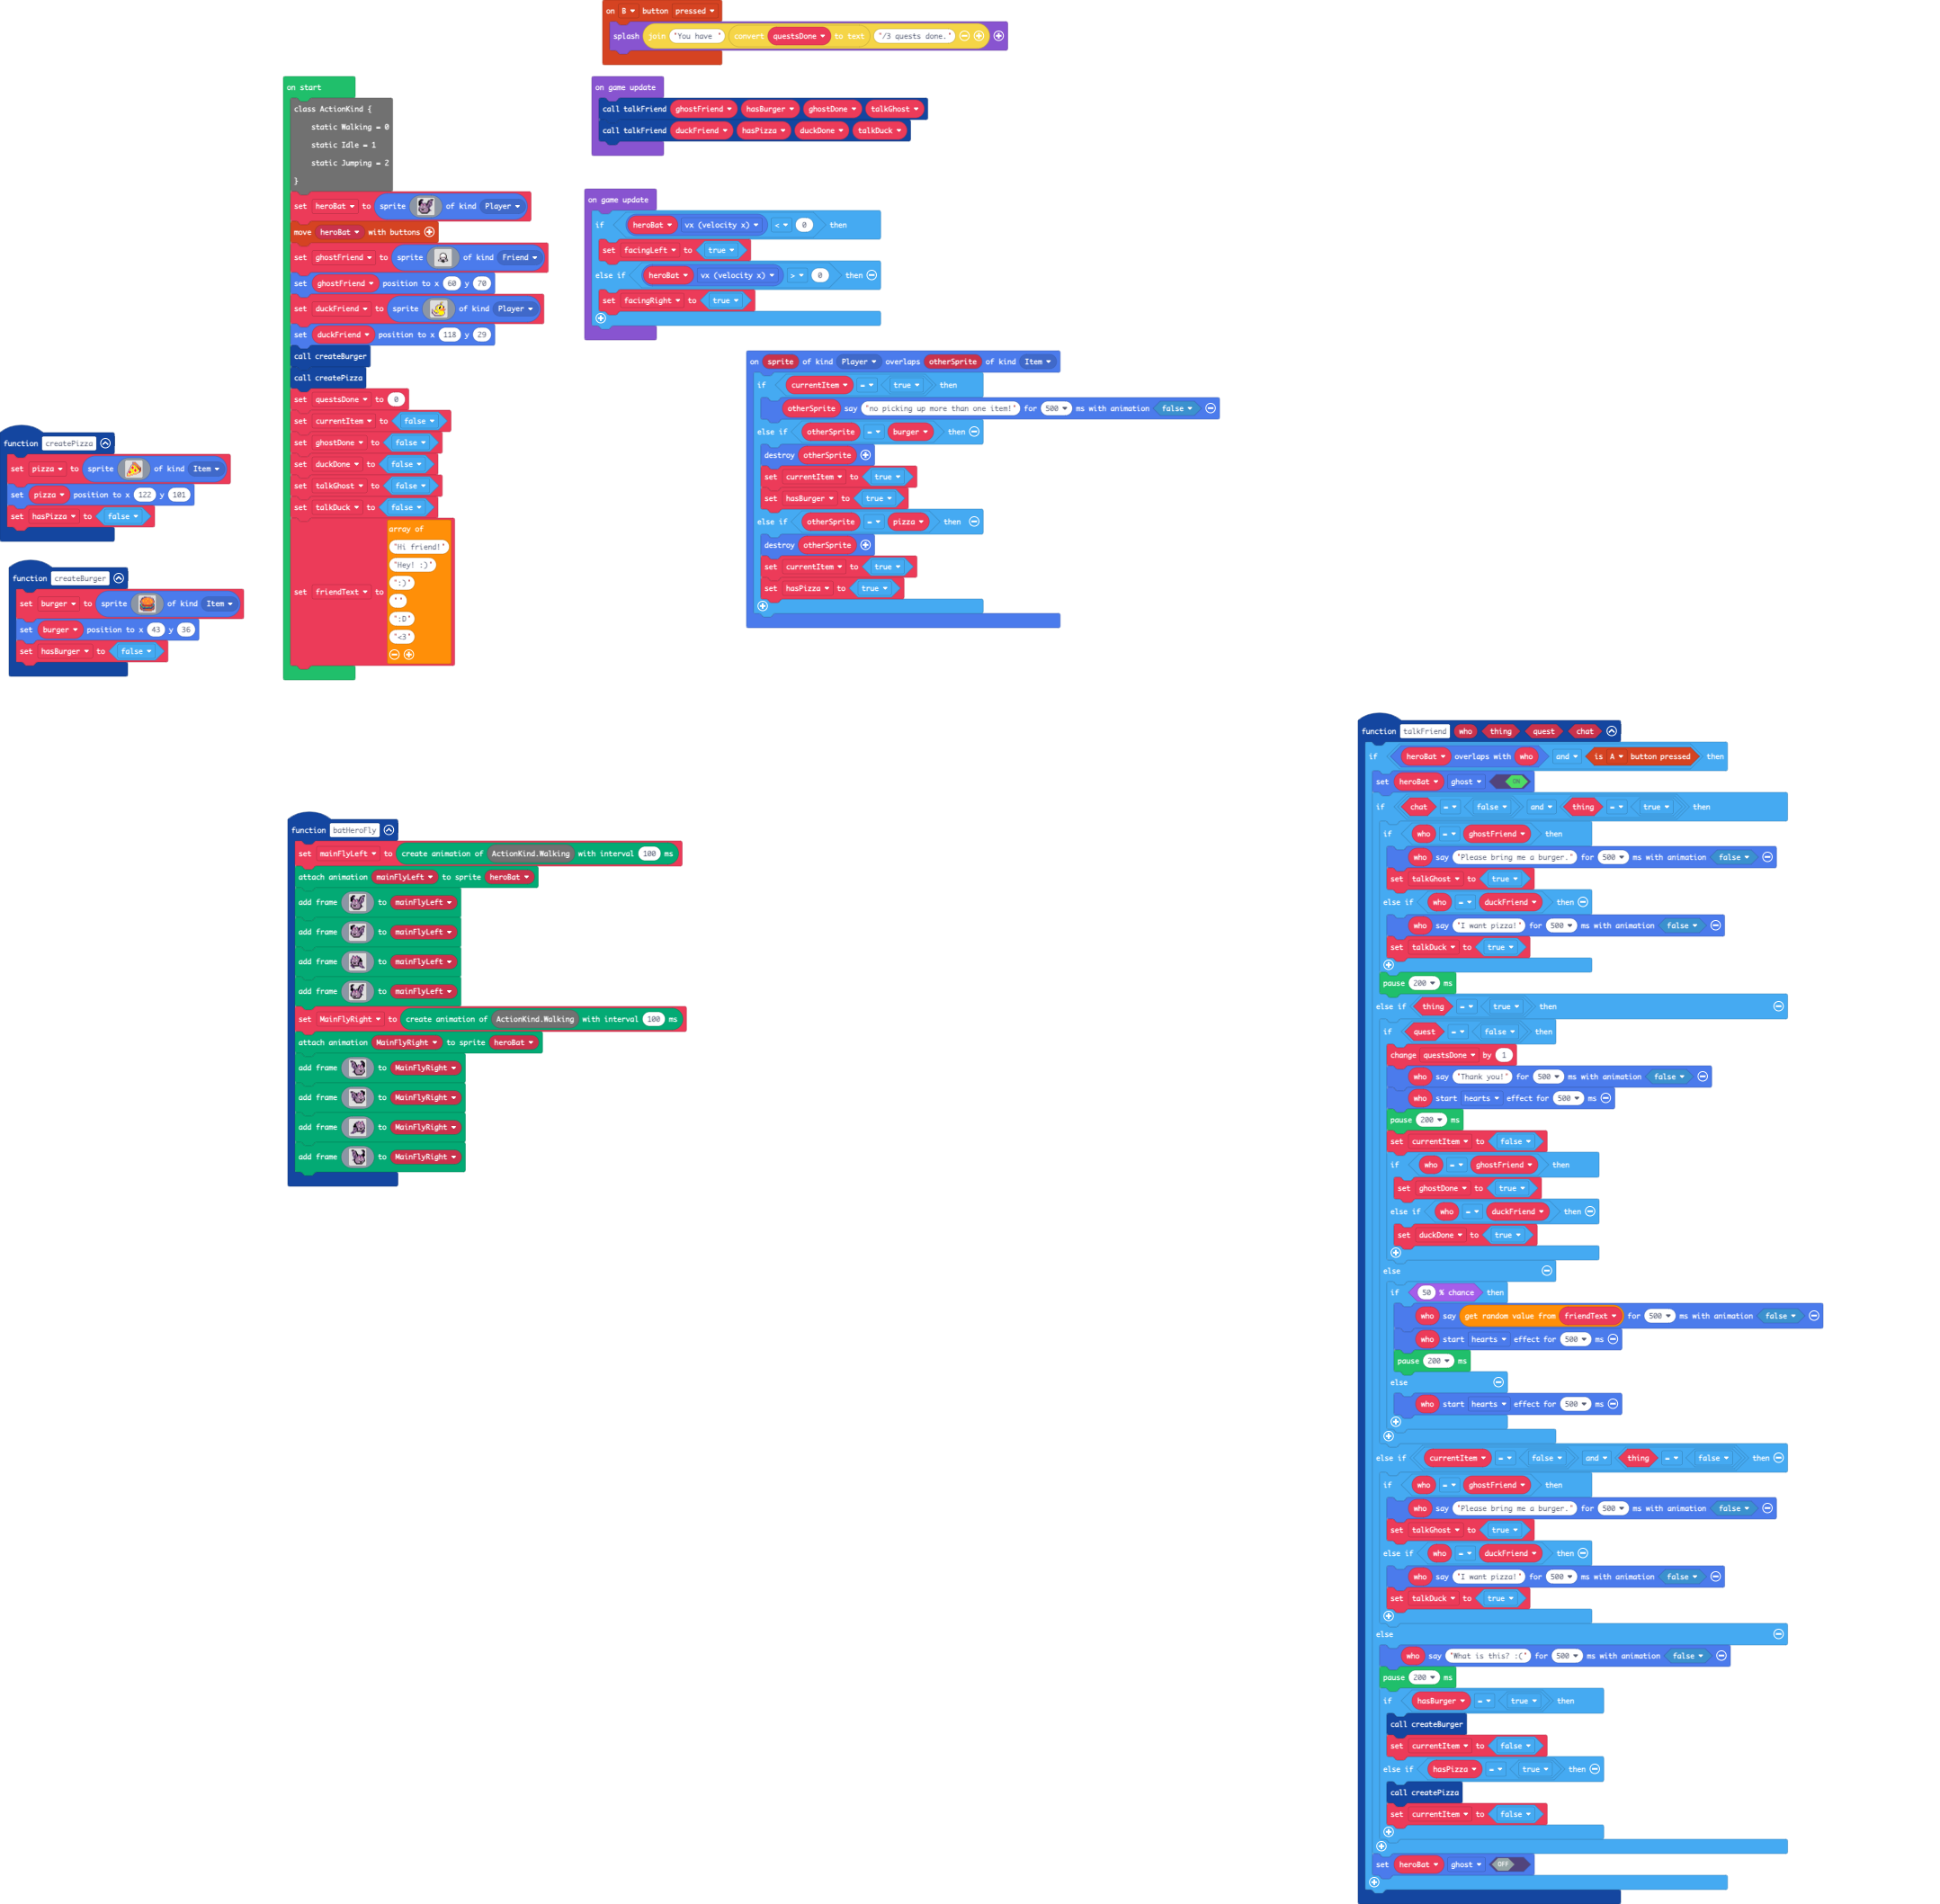 on B button pressed
splash join "You have " convert questsDone to text "/3 quests done."
on start
class ActionKind {
static Walking = 0
static Idle = 1
static Jumping = 2
}
set heroBat to sprite of kind Player
move heroBat with buttons
set ghostFriend to sprite of kind Friend
set ghostFriend position to x 60 y 70
set duckFriend to sprite of kind Player
set duckFriend position to x 118 y 29
call createBurger
call createPizza
set questsDone to 0
set currentItem to false
set ghostDone to false
set duckDone to false
set talkGhost to false
set talkDuck to false
set friendText to array of
"Hi friend!"
"Hey! :)"
":)"
" "
":D"
"<3"
on game update
call talkFriend ghostFriend hasBurger ghostDone talkGhost
call talkFriend duckFriend hasPizza duckDone talkDuck
on game update
if heroBat vx (velocity x) < 0 then
set facingLeft to true
else if heroBat vx (velocity x) > 0 then
set facingRight to true
on sprite of kind Player overlaps otherSprite of kind Item
if currentItem = true then
otherSprite say "no picking up more than one item!" for 500 ms with animation false
else if otherSprite = burger then
destroy otherSprite
set currentItem to true
set hasBurger to true
else if otherSprite = pizza then
destroy otherSprite
set currentItem to true
set hasPizza to true
function createPizza
set pizza to sprite of kind Item
set pizza position to x 122 y 101
set hasPizza to false
function createBurger
set burger to sprite of kind Item
set burger position to x 43 y 36
set hasBurger to false
function batHeroFly
set mainFlyLeft to create animation of ActionKind.Walking with interval 100 ms
attach animation mainFlyLeft to sprite heroBat
add frame to mainFlyLeft
add frame to mainFlyLeft
add frame to mainFlyLeft
add frame to mainFlyLeft
set MainFlyRight to create animation of ActionKind.Walking with interval 100 ms
attach animation MainFlyRight to sprite heroBat
add frame to MainFlyRight
add frame to MainFlyRight
add frame to MainFlyRight
add frame to MainFlyRight
function talkFriend who thing quest chat
if heroBat overlaps with who and is A button pressed then
set heroBat ghost ON
if chat = false and thing = true then
if who = ghostFriend then
who say "Please bring me a burger." for 500 ms with animation false
set talkGhost to true
else if who = duckFriend then
who say "I want pizza!" for 500 ms with animation false
set talkDuck to true
pause 200 ms
else if thing = true then
if quest = false then
change questsDone by 1
who say "Thank you!" for 500 ms with animation false
who start hearts effect for 500 ms
pause 200 ms
set currentItem to false
if who = ghostFriend then
set ghostDone to true
else if who = duckFriend then
set duckDone to true
else
if 50 % chance then
who say get random value from friendText for 500 ms with animation false
who start hearts effect for 500 ms
pause 200 ms
else
who start hearts effect for 500 ms
else if currentItem = false and thing = false then
if who = ghostFriend then
who say "Please bring me a burger." for 500 ms with animation false
set talkGhost to true
else if who = duckFriend then
who say "I want pizza!" for 500 ms with animation false
set talkDuck to true
else
who say "What is this? :(" for 500 ms with animation false
pause 200 ms
if hasBurger = true then
call createBurger
set currentItem to false
else if hasPizza = true then
call createPizza
set currentItem to false
set heroBat ghost OFF